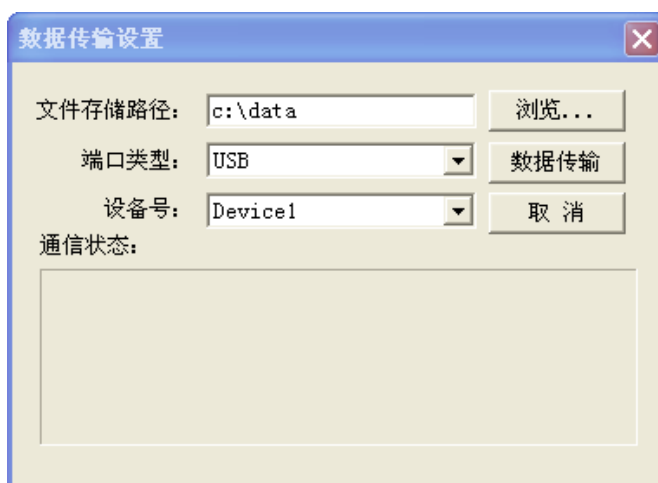 数据传输设置
文件存储路径： c:\data 浏览...
端口类型： USB 数据传输
设备号： Device1 取 消
通信状态：